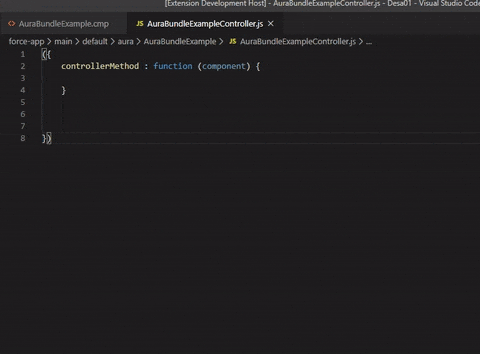 [Extension Development Host] - AuraBundleExampleController.js - Desa01 - Visual Studio Code
<> AuraBundleExample.cmp JS AuraBundleExampleController.js ×
force-app > main > default > aura > AuraBundleExample > JS AuraBundleExampleController.js > ...
1 ({
2 controllerMethod : function (component) {
3
4 }
5
6
7
8 })